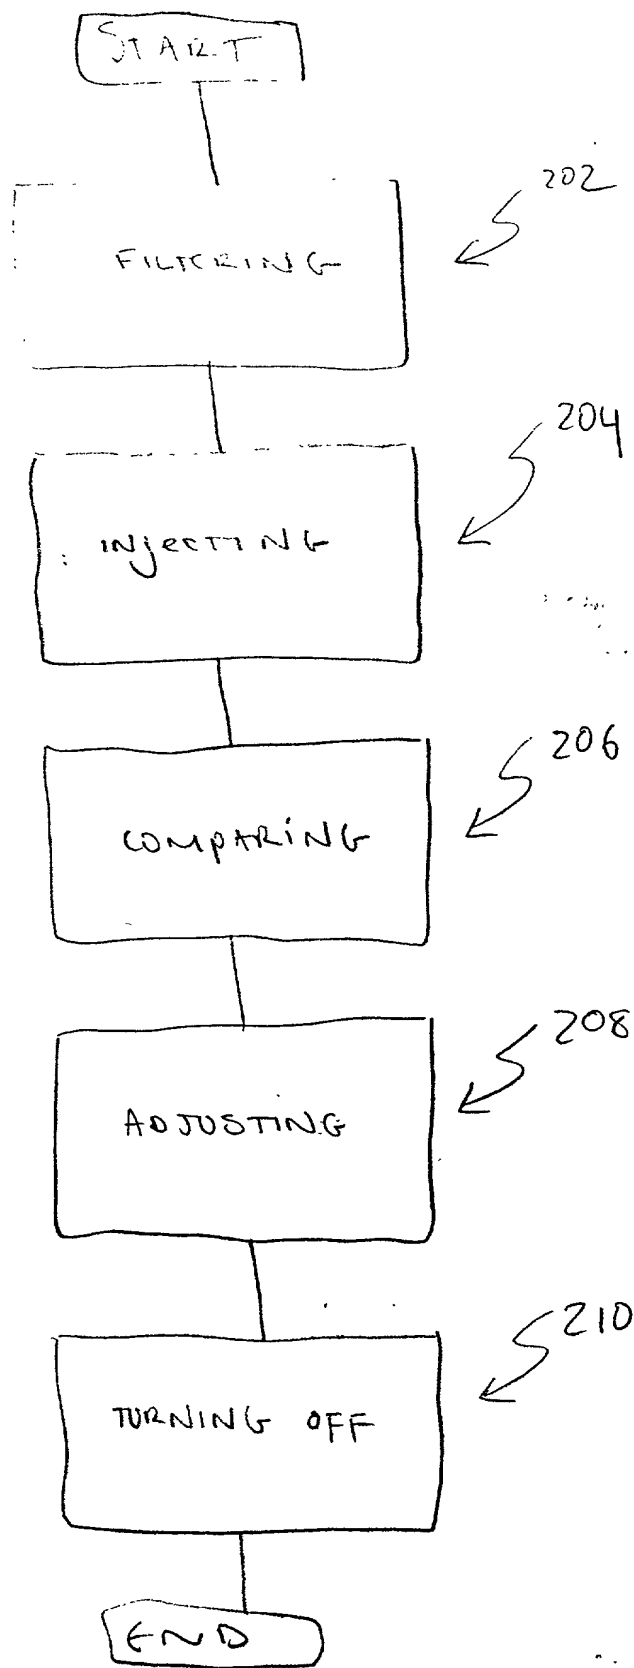 START
202
FILTERING
204
INJECTING
206
COMPARING
208
ADJUSTING
210
TURNING OFF
END